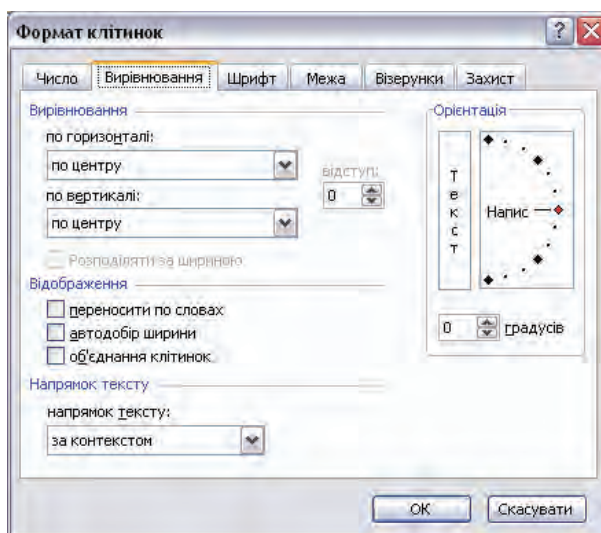 Формат клітинок
Число Вирівнювання Шрифт Межа Візерунки Захист
Вирівнювання
по горизонталі:
по центру
відступ:
0
по вертикалі:
по центру
Розподіляти за шириною
Відображення
переносити по словах
автодобір ширини
об'єднання клітинок
Напрямок тексту
напрямок тексту:
за контекстом
Орієнтація
Текст
Напис
0 градусів
ОК Скасувати